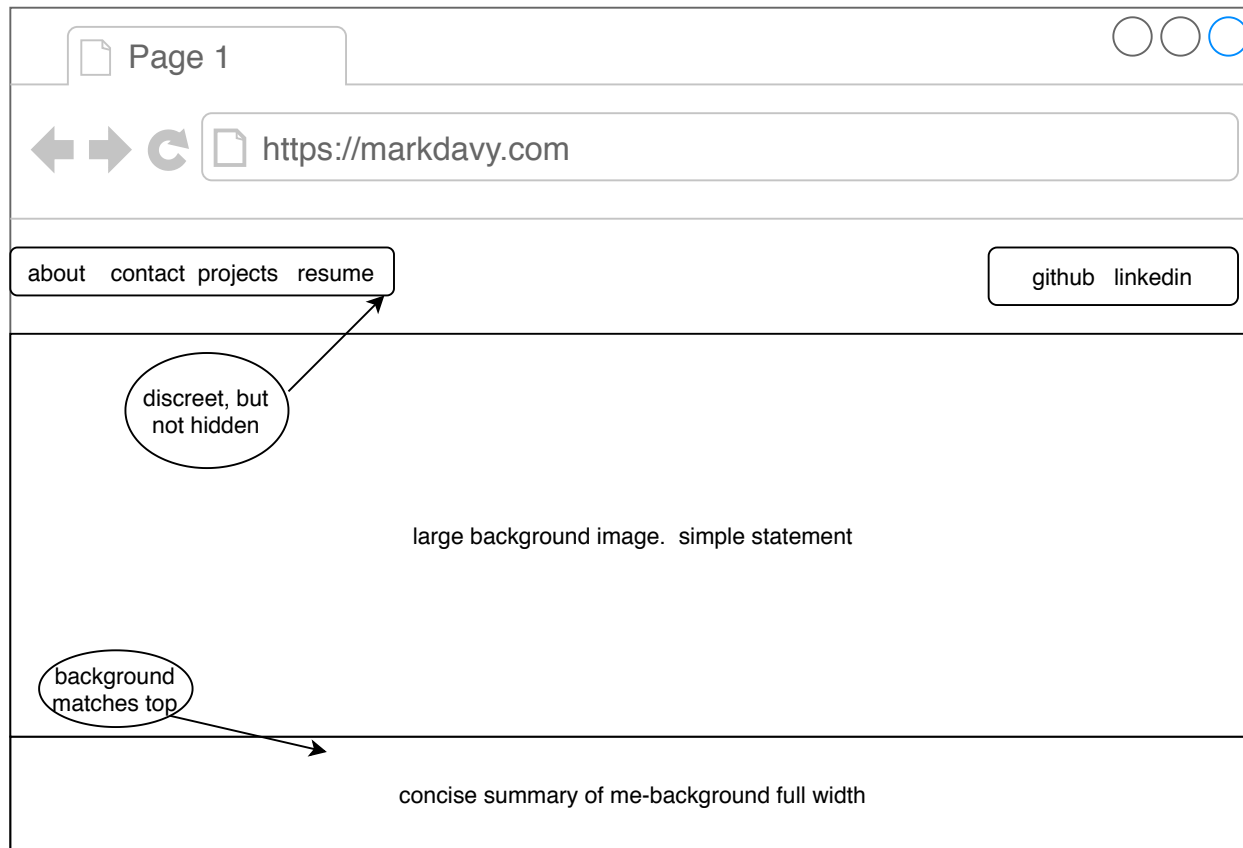 Page 1
https://markdavy.com
about contact projects resume
github linkedin
discreet, but
not hidden
large background image. simple statement
background
matches top
concise summary of me-background full width